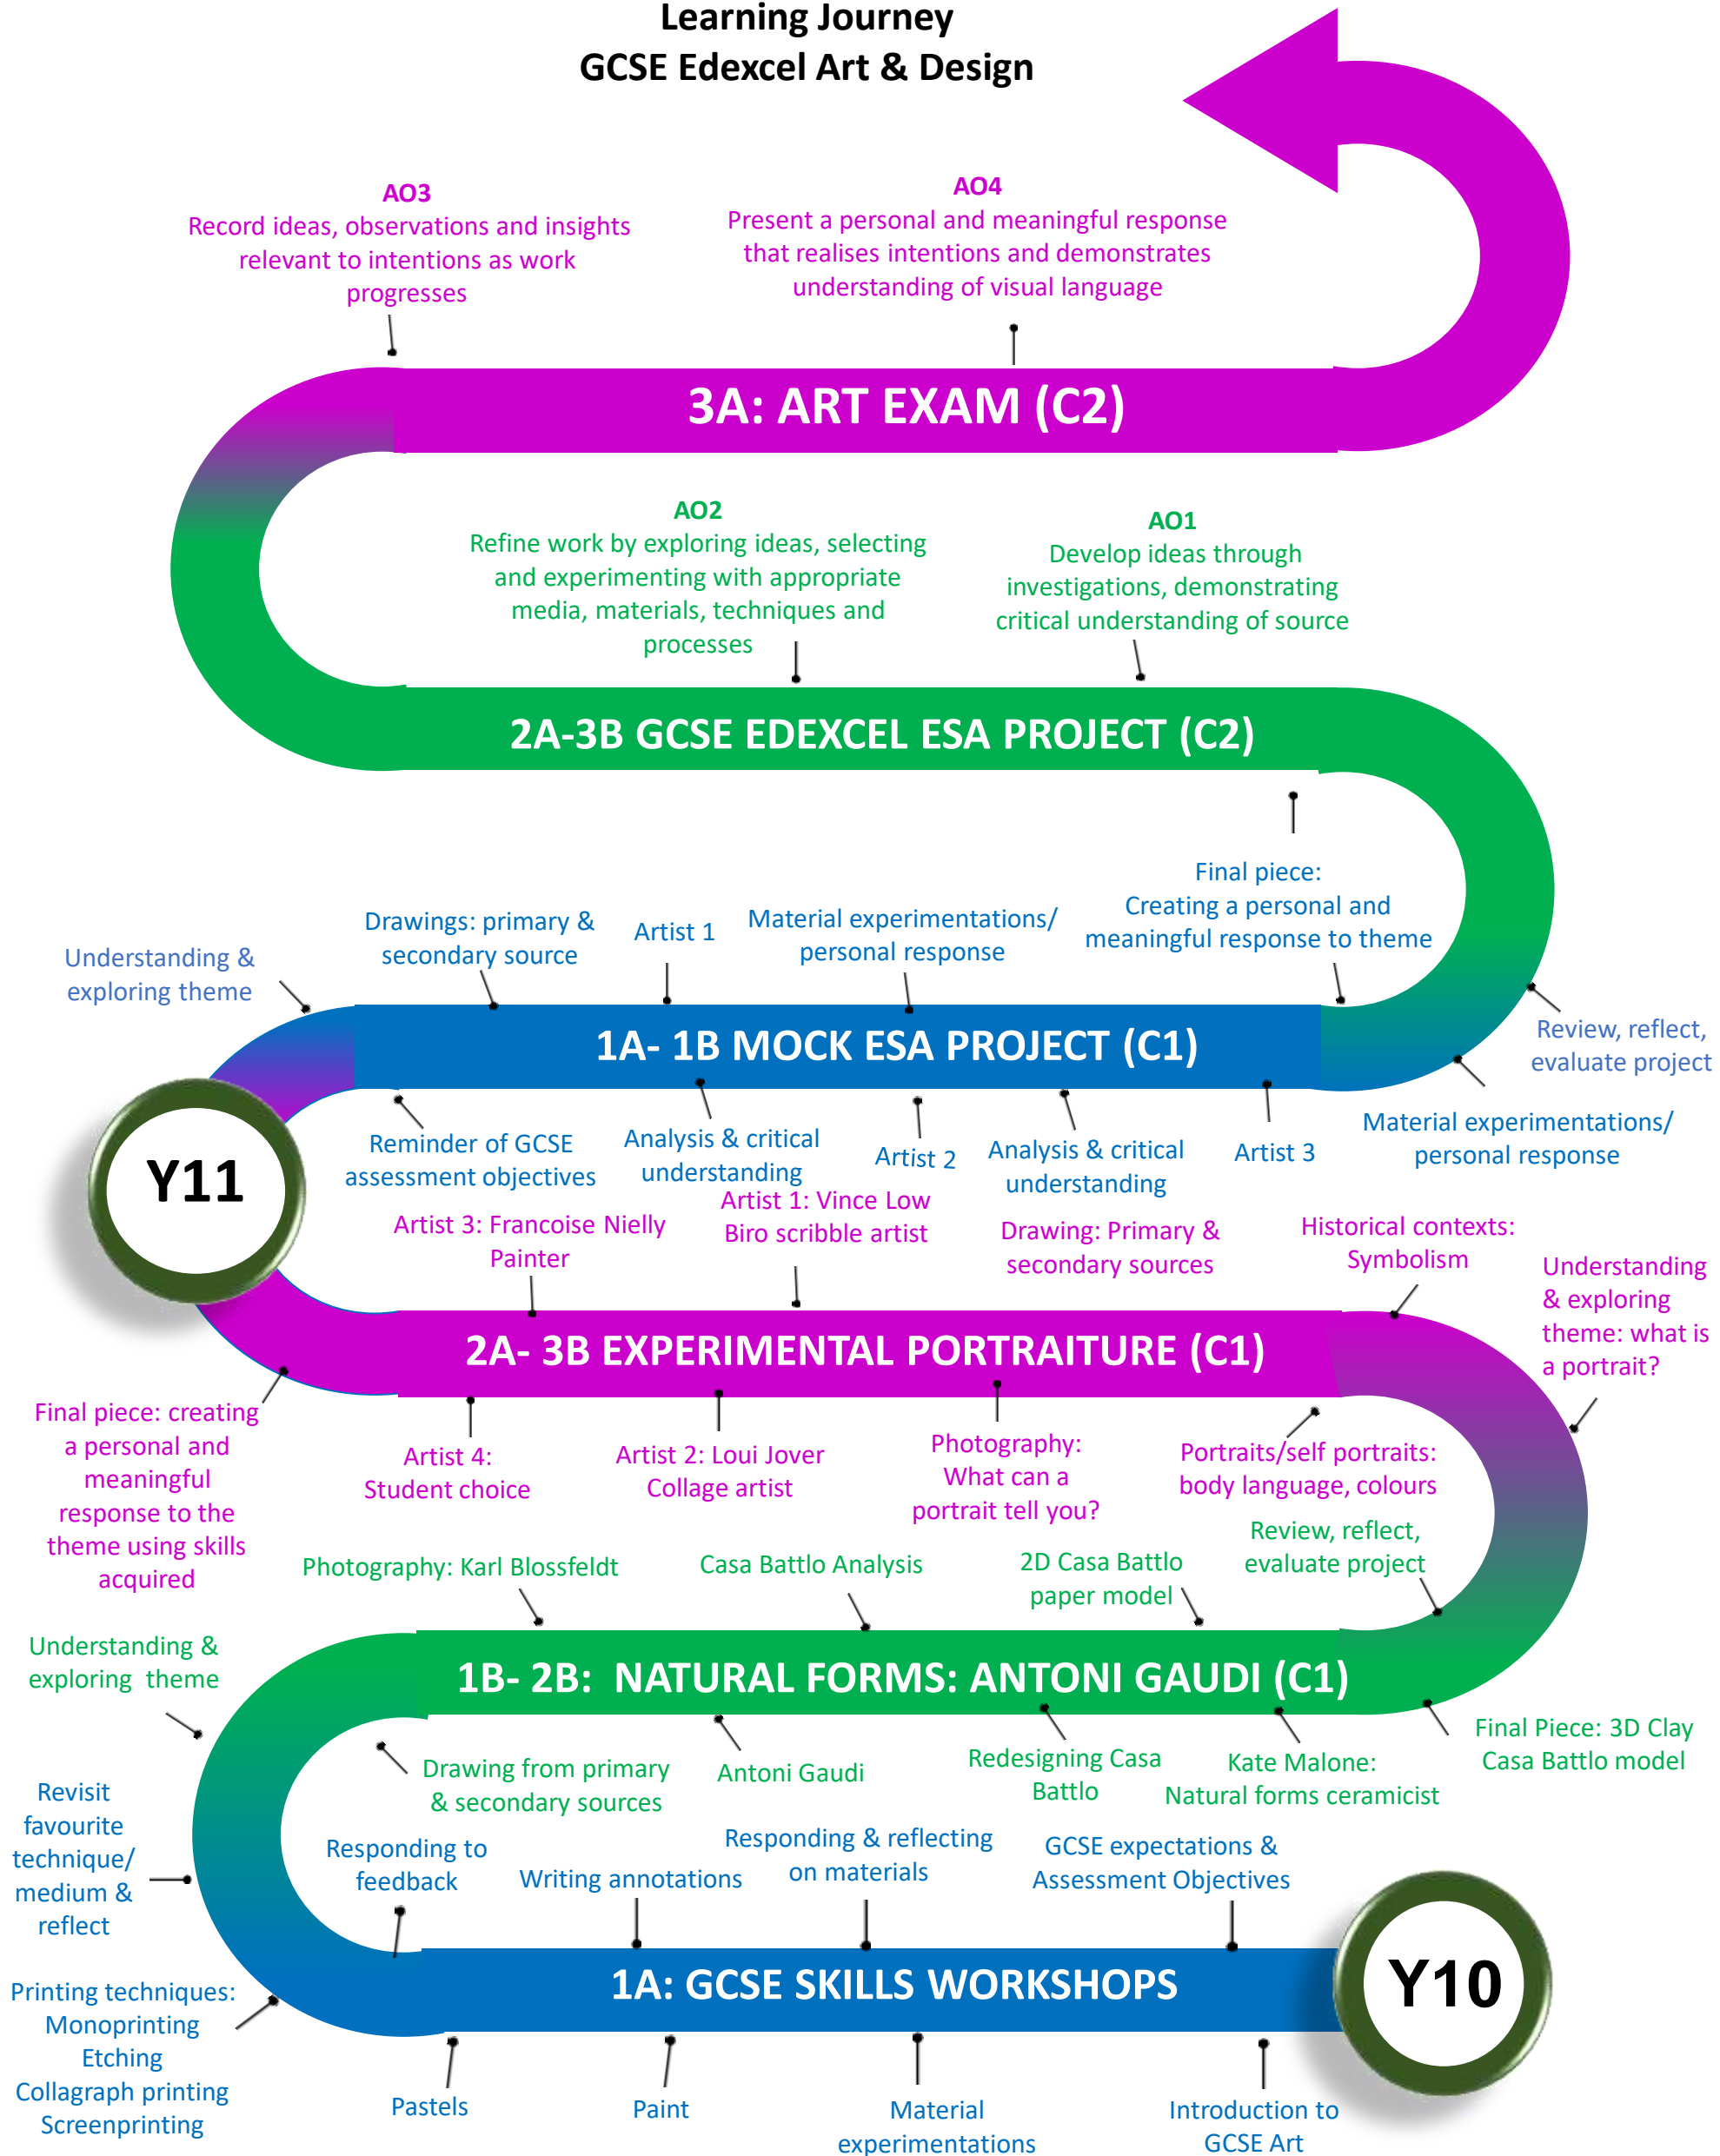 Learning Journey
GCSE Edexcel Art & Design
AO3
Record ideas, observations and insights
relevant to intentions as work
progresses
AO4
Present a personal and meaningful response
that realises intentions and demonstrates
understanding of visual language
3A: ART EXAM (C2)
AO2
Refine work by exploring ideas, selecting
and experimenting with appropriate
media, materials, techniques and
processes
AO1
Develop ideas through
investigations, demonstrating
critical understanding of source
2A-3B GCSE EDEXCEL ESA PROJECT (C2)
Understanding &
exploring theme
Drawings: primary &
secondary source
Artist 1
Material experimentations/
personal response
Final piece:
Creating a personal and
meaningful response to theme
Review, reflect,
evaluate project
1A- 1B MOCK ESA PROJECT (C1)
Reminder of GCSE
assessment objectives
Analysis & critical
understanding
Artist 2
Analysis & critical
understanding
Artist 3
Material experimentations/
personal response
Y11
Artist 3: Francoise Nielly
Painter
Artist 1: Vince Low
Biro scribble artist
Drawing: Primary &
secondary sources
Historical contexts:
Symbolism
Understanding
& exploring
theme: what is
a portrait?
2A- 3B EXPERIMENTAL PORTRAITURE (C1)
Final piece: creating
a personal and
meaningful
response to the
theme using skills
acquired
Artist 4:
Student choice
Artist 2: Loui Jover
Collage artist
Photography:
What can a
portrait tell you?
Portraits/self portraits:
body language, colours
Photography: Karl Blossfeldt
Casa Battlo Analysis
2D Casa Battlo
paper model
Review, reflect,
evaluate project
Understanding &
exploring theme
1B- 2B: NATURAL FORMS: ANTONI GAUDI (C1)
Drawing from primary
& secondary sources
Antoni Gaudi
Redesigning Casa
Battlo
Kate Malone:
Natural forms ceramicist
Final Piece: 3D Clay
Casa Battlo model
Revisit
favourite
technique/
medium &
reflect
Responding to
feedback
Writing annotations
Responding & reflecting
on materials
GCSE expectations &
Assessment Objectives
1A: GCSE SKILLS WORKSHOPS
Y10
Printing techniques:
Monoprinting
Etching
Collagraph printing
Screenprinting
Pastels
Paint
Material
experimentations
Introduction to
GCSE Art